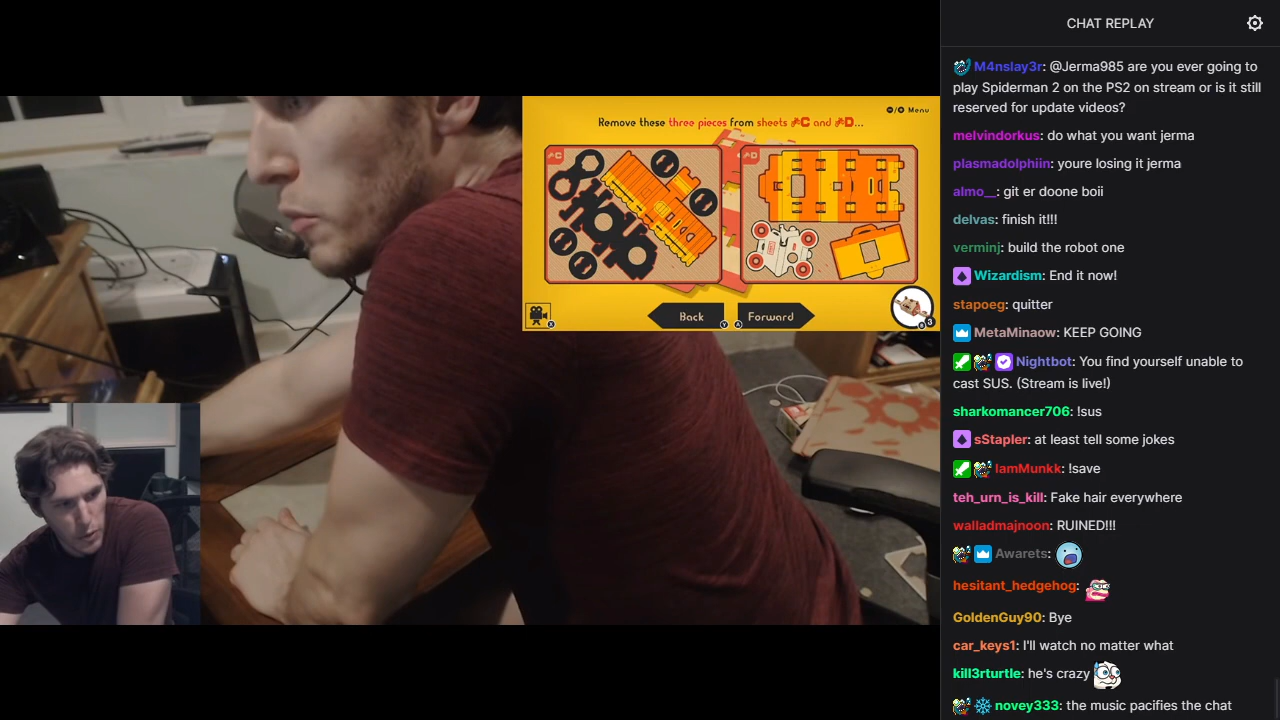 Menu
Remove these three pieces from sheets C and D...
C
D
Back
Forward
X
Y
A
3
CHAT REPLAY
M4nslay3r: @Jerma985 are you ever going to
play Spiderman 2 on the PS2 on stream or is it still
reserved for update videos?
melvindorkus: do what you want jerma
plasmadolphiin: youre losing it jerma
almo__: git er doone boii
delvas: finish it!!!
verminj: build the robot one
Wizardism: End it now!
stapoeg: quitter
MetaMinaow: KEEP GOING
Nightbot: You find yourself unable to
cast SUS. (Stream is live!)
sharkomancer706: !sus
sStapler: at least tell some jokes
IamMunkk: !save
teh_urn_is_kill: Fake hair everywhere
walladmajnoon: RUINED!!!
Awarets:
hesitant_hedgehog:
GoldenGuy90: Bye
car_keys1: I'll watch no matter what
kill3rturtle: he's crazy
novey333: the music pacifies the chat